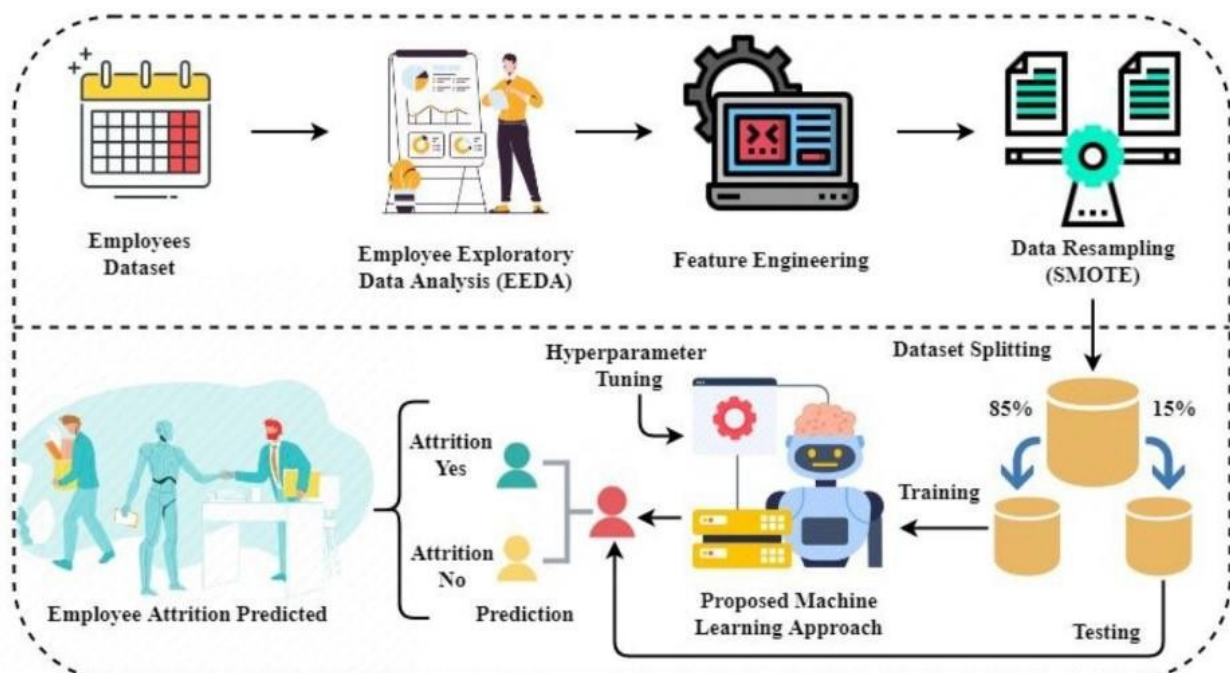 Employees
Dataset
Employee Exploratory
Data Analysis (EEDA)
Feature Engineering
Data Resampling
(SMOTE)
Hyperparameter
Tuning
Dataset Splitting
85%
15%
Attrition
Yes
Training
Attrition
No
Employee Attrition Predicted
Prediction
Proposed Machine
Learning Approach
Testing